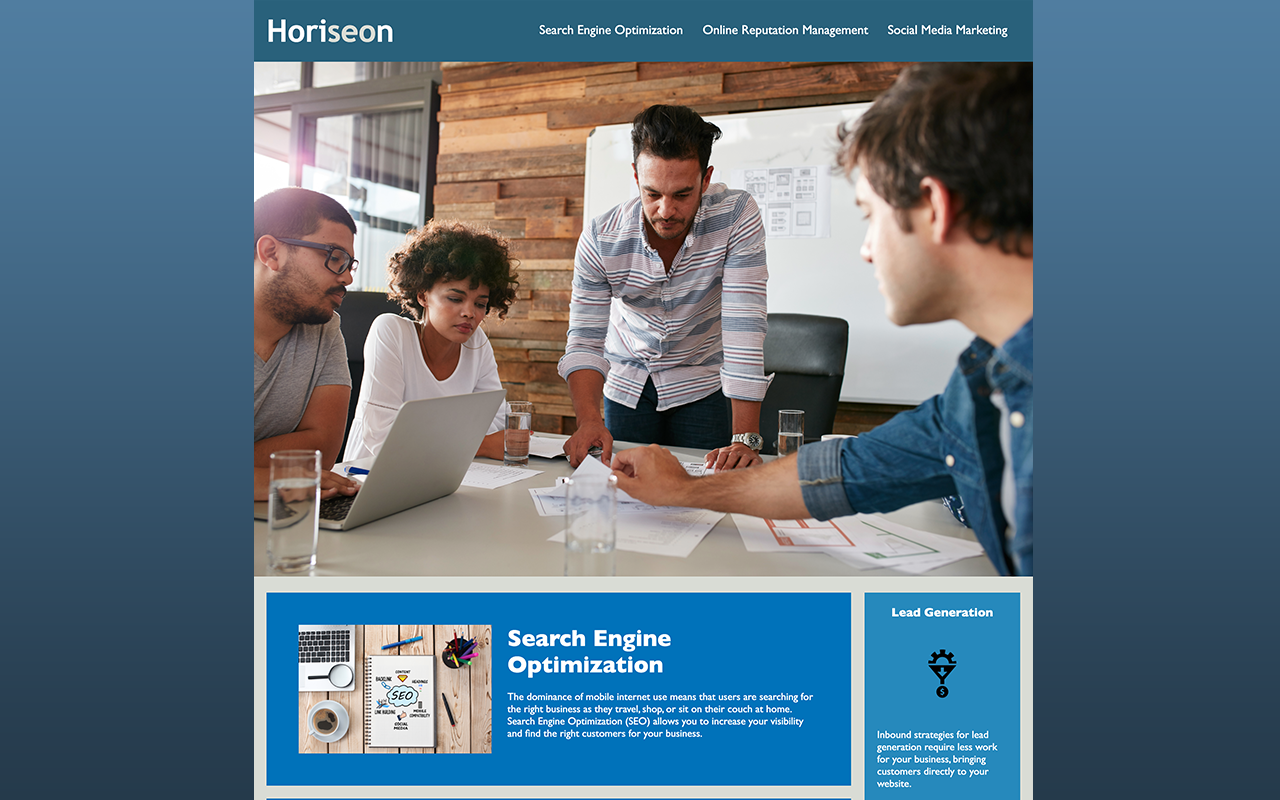 Horiseon
Search Engine Optimization
Online Reputation Management
Social Media Marketing
Search Engine
Optimization
The dominance of mobile internet use means that users are searching for
the right business as they travel, shop, or sit on their couch at home.
Search Engine Optimization (SEO) allows you to increase your visibility
and find the right customers for your business.
CONTENT
BACKLINK
HEADINGS
SEO
LINK BUILDING
MOBILE
COMPATIBILITY
SOCIAL
MEDIA
Lead Generation
$
Inbound strategies for lead
generation require less work
for your business, bringing
customers directly to your
website.